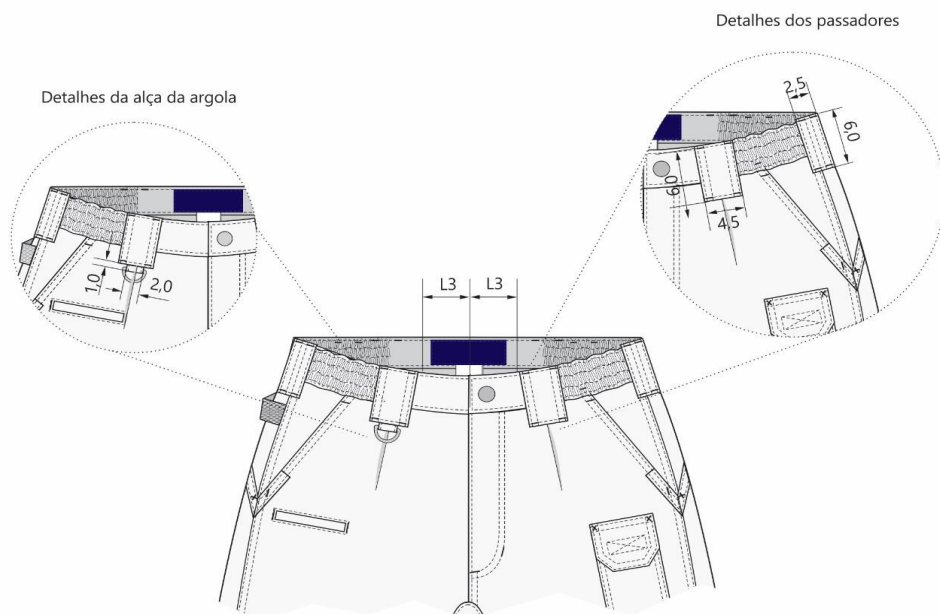 Detalhes dos passadores
Detalhes da alça da argola
2,5
6,0
6,0
4,5
1,0
2,0
L3
L3